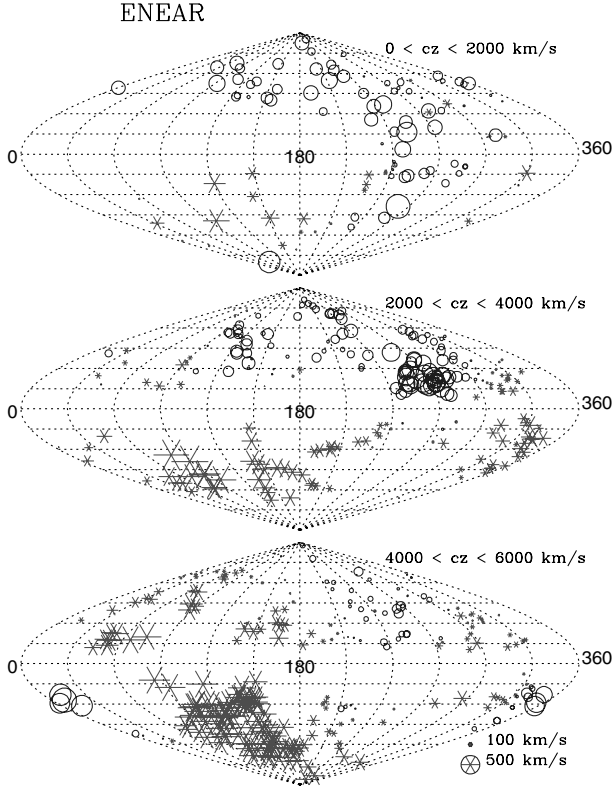 ENEAR
0 < cz < 2000 km/s
0 180 360
2000 < cz < 4000 km/s
0 180 360
4000 < cz < 6000 km/s
0 180 360
100 km/s
500 km/s